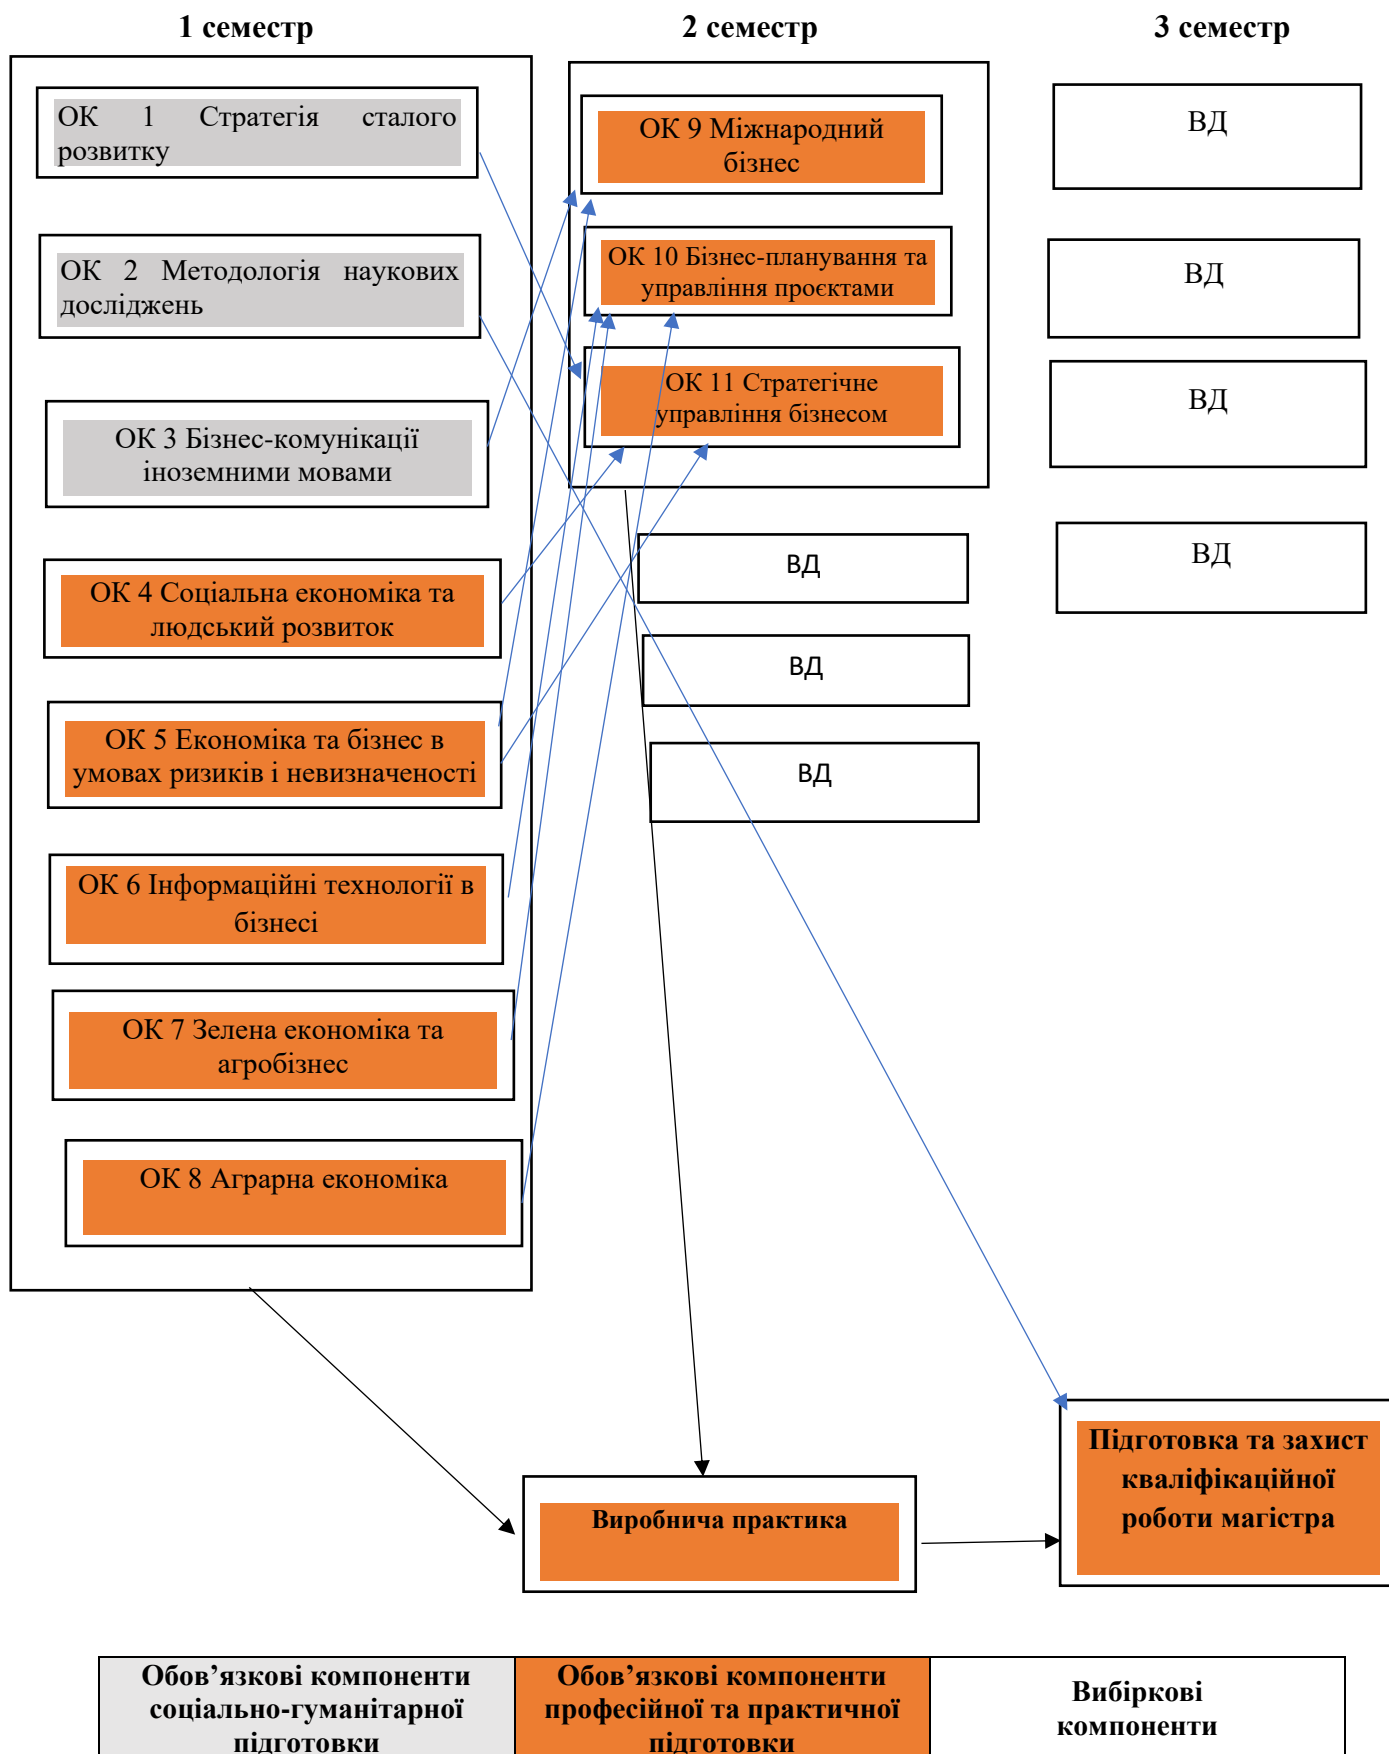 1 семестр
2 семестр
3 семестр
ОК 1 Стратегія сталого
розвитку
ОК 2 Методологія наукових
досліджень
ОК 3 Бізнес-комунікації
іноземними мовами
ОК 4 Соціальна економіка та
людський розвиток
ОК 5 Економіка та бізнес в
умовах ризиків і невизначеності
ОК 6 Інформаційні технології в
бізнесі
ОК 7 Зелена економіка та
агробізнес
ОК 8 Аграрна економіка
ОК 9 Міжнародний
бізнес
ОК 10 Бізнес-планування та
управління проєктами
ОК 11 Стратегічне
управління бізнесом
ВД
ВД
ВД
ВД
ВД
ВД
ВД
Виробнича практика
Підготовка та захист
кваліфікаційної
роботи магістра
Обов’язкові компоненти
соціально-гуманітарної
підготовки
Обов’язкові компоненти
професійної та практичної
підготовки
Вибіркові
компоненти